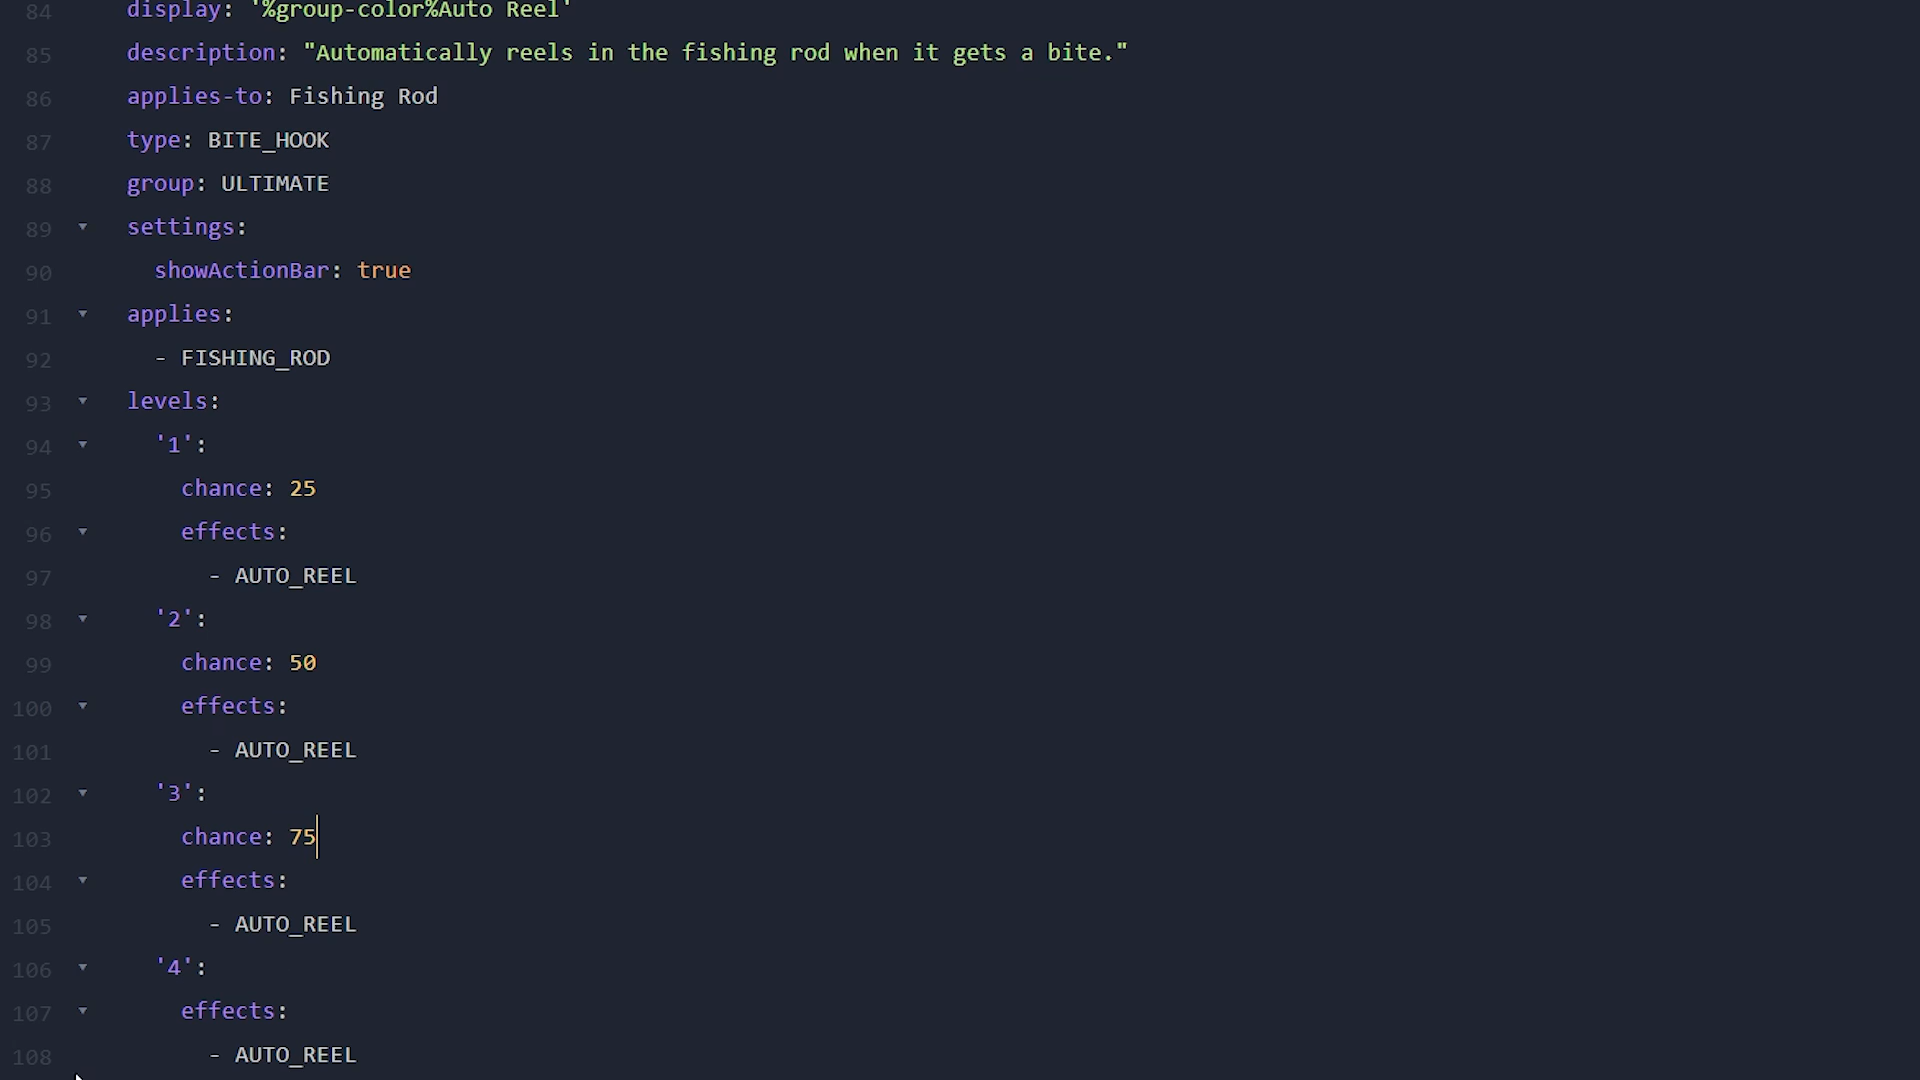 84 display: '%group-color%Auto Reel'
85 description: "Automatically reels in the fishing rod when it gets a bite."
86 applies-to: Fishing Rod
87 type: BITE_HOOK
88 group: ULTIMATE
89 settings:
90 showActionBar: true
91 applies:
92 - FISHING_ROD
93 levels:
94 '1':
95 chance: 25
96 effects:
97 - AUTO_REEL
98 '2':
99 chance: 50
100 effects:
101 - AUTO_REEL
102 '3':
103 chance: 75
104 effects:
105 - AUTO_REEL
106 '4':
107 effects:
108 - AUTO_REEL